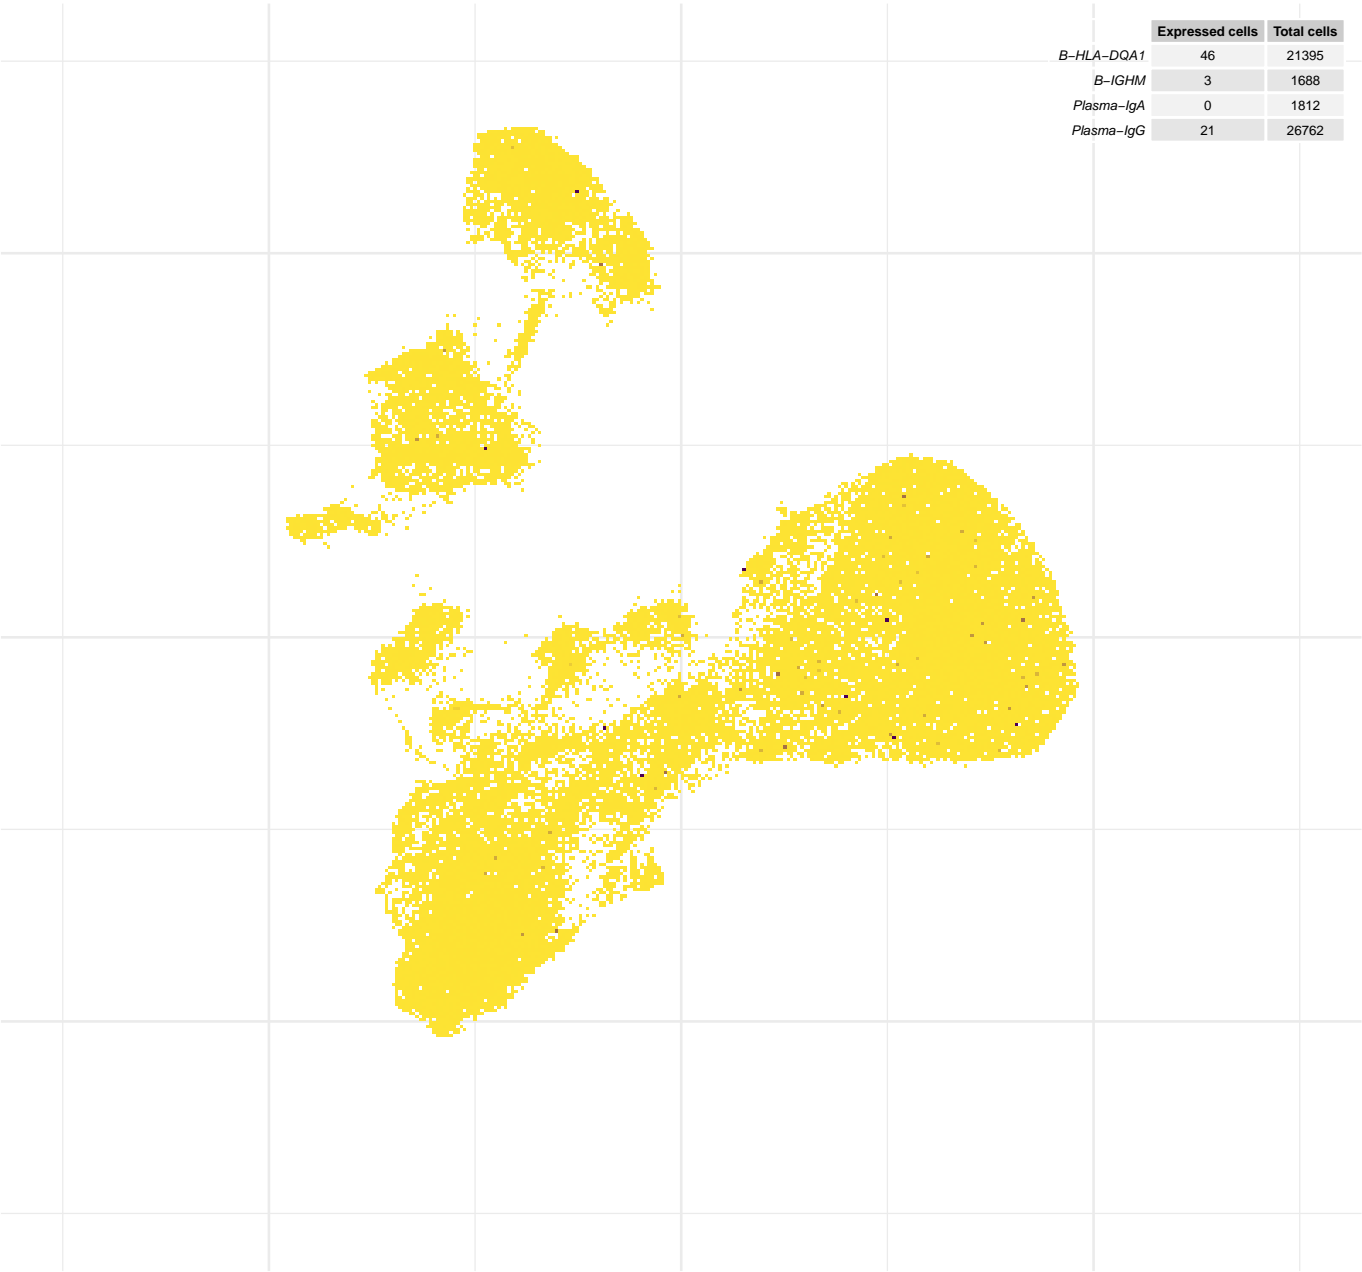 Expressed cells Total cells
B−HLA−DQA1 46 21395
B−IGHM 3 1688
Plasma−IgA 0 1812
Plasma−IgG 21 26762